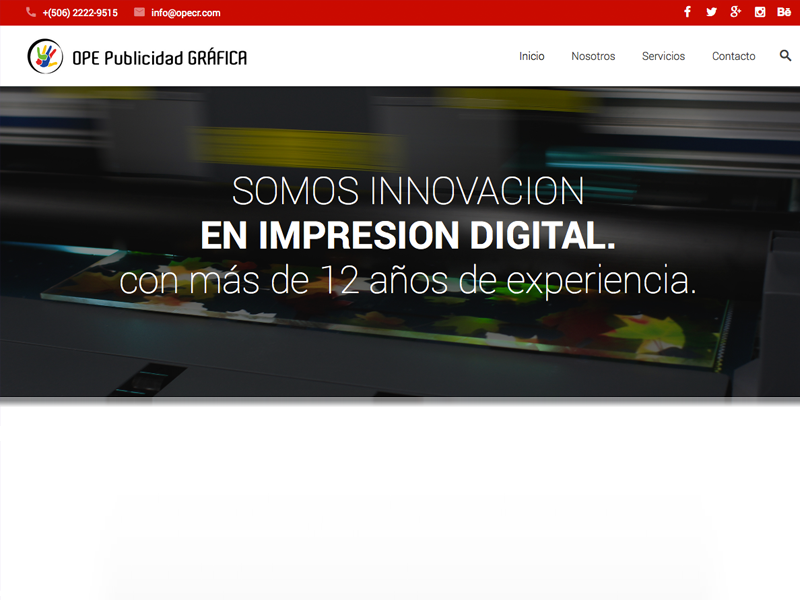 +(506) 2222-9515 info@opecr.com
OPE Publicidad GRÁFICA
Inicio Nosotros Servicios Contacto
SOMOS INNOVACION
EN IMPRESION DIGITAL.
con más de 12 años de experiencia.